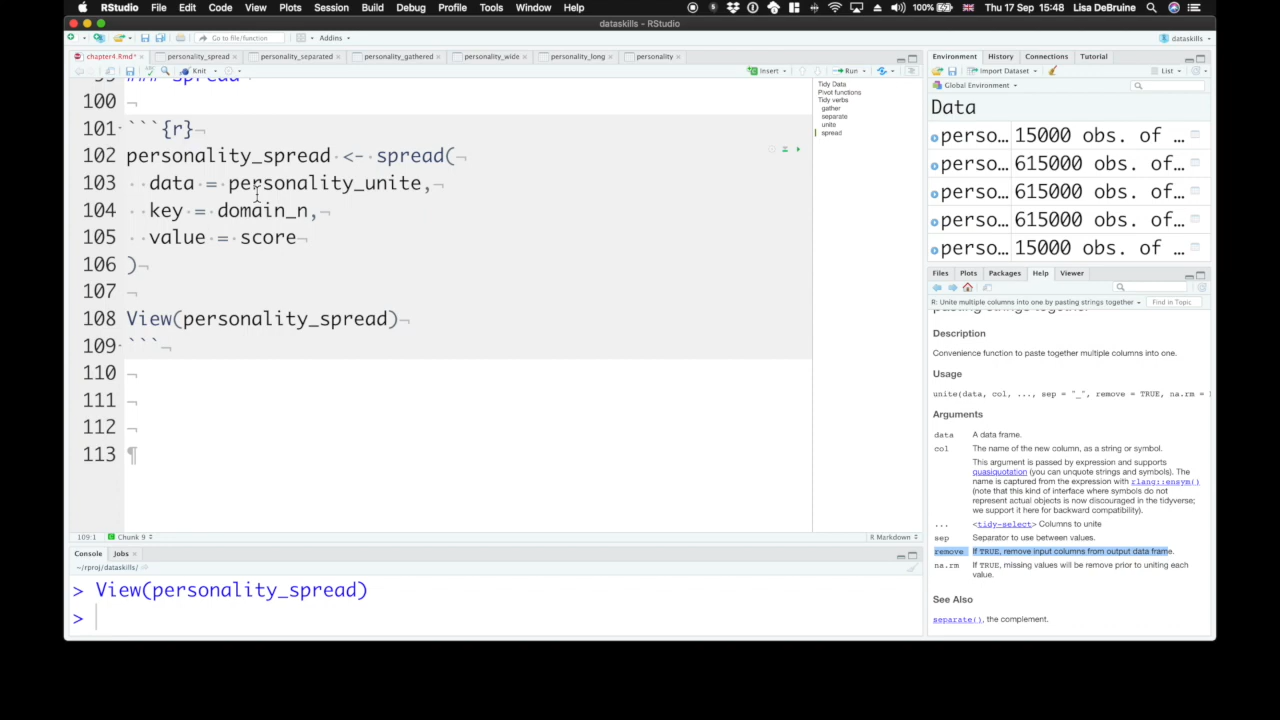 RStudio File Edit Code View Plots Session Build Debug Profile Tools Window Help 100% Thu 17 Sep 15:48 Lisa DeBruine
dataskills — RStudio
Go to file/function Addins dataskills
chapter4.Rmd* personality_spread personality_separated personality_gathered personality_wide personality_long personality
Knit Insert Run
100
101 ```{r}
102 personality_spread <- spread(
103 data = personality_unite,
104 key = domain_n,
105 value = score
106 )
107
108 View(personality_spread)
109 ```
110
111
112
113
Tidy Data
Pivot functions
Tidy verbs
gather
separate
unite
spread
109:1 Chunk 9 R Markdown
Console Jobs
~/rproj/dataskills/
> View(personality_spread)
>
Environment History Connections Tutorial
Import Dataset List
Global Environment
Data
perso… 15000 obs. of …
perso… 615000 obs. of…
perso… 615000 obs. of…
perso… 615000 obs. of…
perso… 15000 obs. of …
Files Plots Packages Help Viewer
R: Unite multiple columns into one by pasting strings together Find in Topic
Description
Convenience function to paste together multiple columns into one.
Usage
unite(data, col, ..., sep = "_", remove = TRUE, na.rm =
Arguments
data A data frame.
col The name of the new column, as a string or symbol.
This argument is passed by expression and supports
quasiquotation (you can unquote strings and symbols). The
name is captured from the expression with rlang::ensym()
(note that this kind of interface where symbols do not
represent actual objects is now discouraged in the tidyverse;
we support it here for backward compatibility).
... <tidy-select> Columns to unite
sep Separator to use between values.
remove If TRUE, remove input columns from output data frame.
na.rm If TRUE, missing values will be remove prior to uniting each
value.
See Also
separate(), the complement.